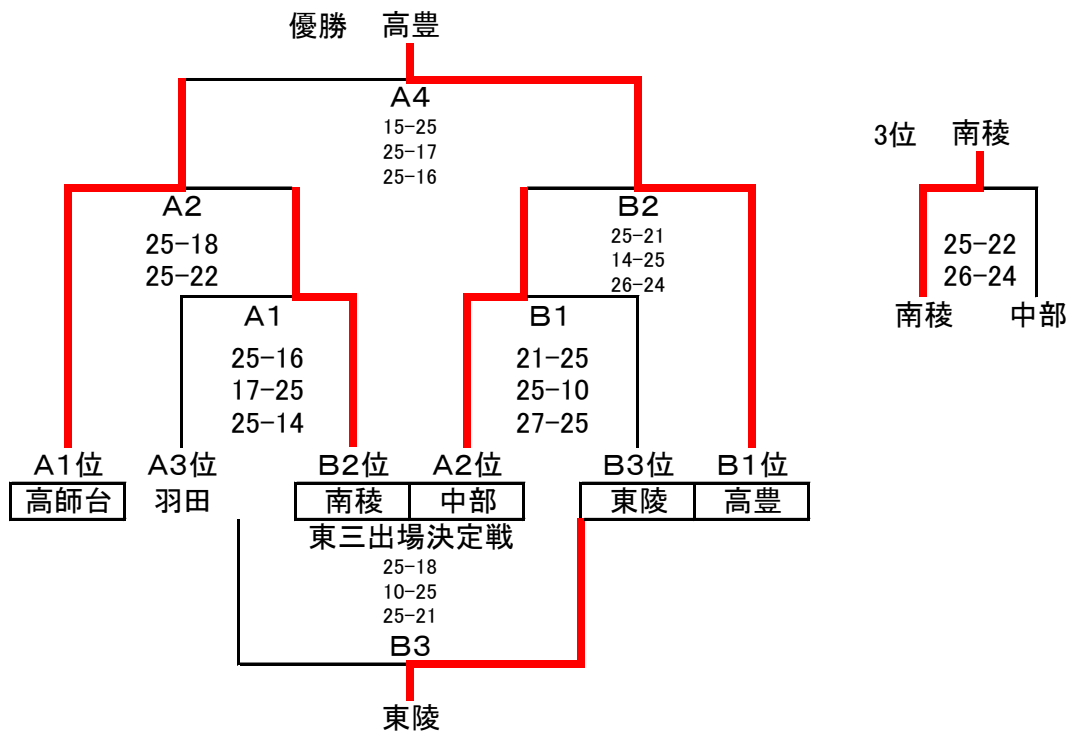 優勝 高豊
A4
15-25
25-17
25-16
3位 南稜
25-22
26-24
南稜 中部
A2
25-18
25-22
B2
25-21
14-25
26-24
A1
25-16
17-25
25-14
B1
21-25
25-10
27-25
A1位 A3位 B2位 A2位 B3位 B1位
高師台 羽田 南稜 中部 東陵 高豊
東三出場決定戦
25-18
10-25
25-21
B3
東陵